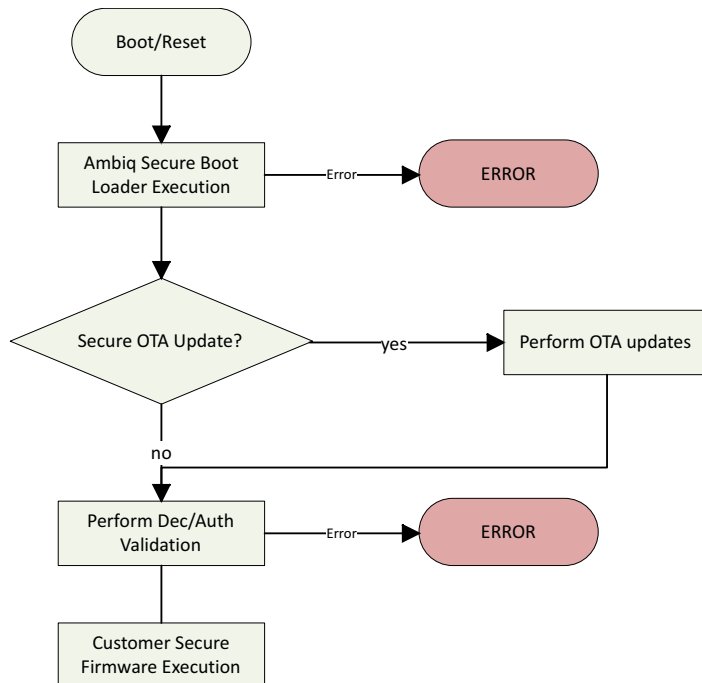 Boot/Reset
Ambiq Secure Boot
Loader Execution
Error
ERROR
Secure OTA Update?
yes
Perform OTA updates
no
Perform Dec/Auth
Validation
Error
ERROR
Customer Secure
Firmware Execution